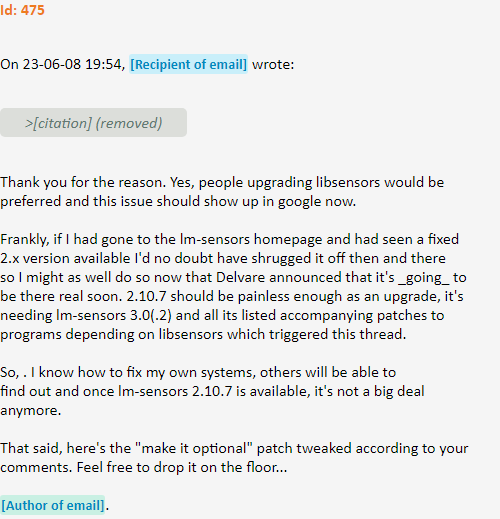 Id: 475
On 23-06-08 19:54, [Recipient of email] wrote:
>[citation] (removed)
Thank you for the reason. Yes, people upgrading libsensors would be
preferred and this issue should show up in google now.
Frankly, if I had gone to the lm-sensors homepage and had seen a fixed
2.x version available I'd no doubt have shrugged it off then and there
so I might as well do so now that Delvare announced that it's _going_ to
be there real soon. 2.10.7 should be painless enough as an upgrade, it's
needing lm-sensors 3.0(.2) and all its listed accompanying patches to
programs depending on libsensors which triggered this thread.
So, . I know how to fix my own systems, others will be able to
find out and once lm-sensors 2.10.7 is available, it's not a big deal
anymore.
That said, here's the "make it optional" patch tweaked according to your
comments. Feel free to drop it on the floor...
[Author of email].